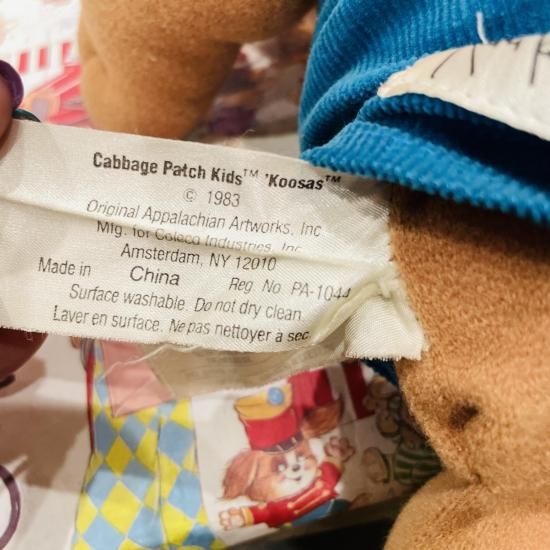 Cabbage Patch Kids™ 'Koosas™
© 1983
Original Appalachian Artworks, Inc
Mfg. for Coleco Industries, Inc.
Amsterdam, NY 12010
Made in China Reg. No. PA-1044
Surface washable. Do not dry clean.
Laver en surface. Ne pas nettoyer a sec.